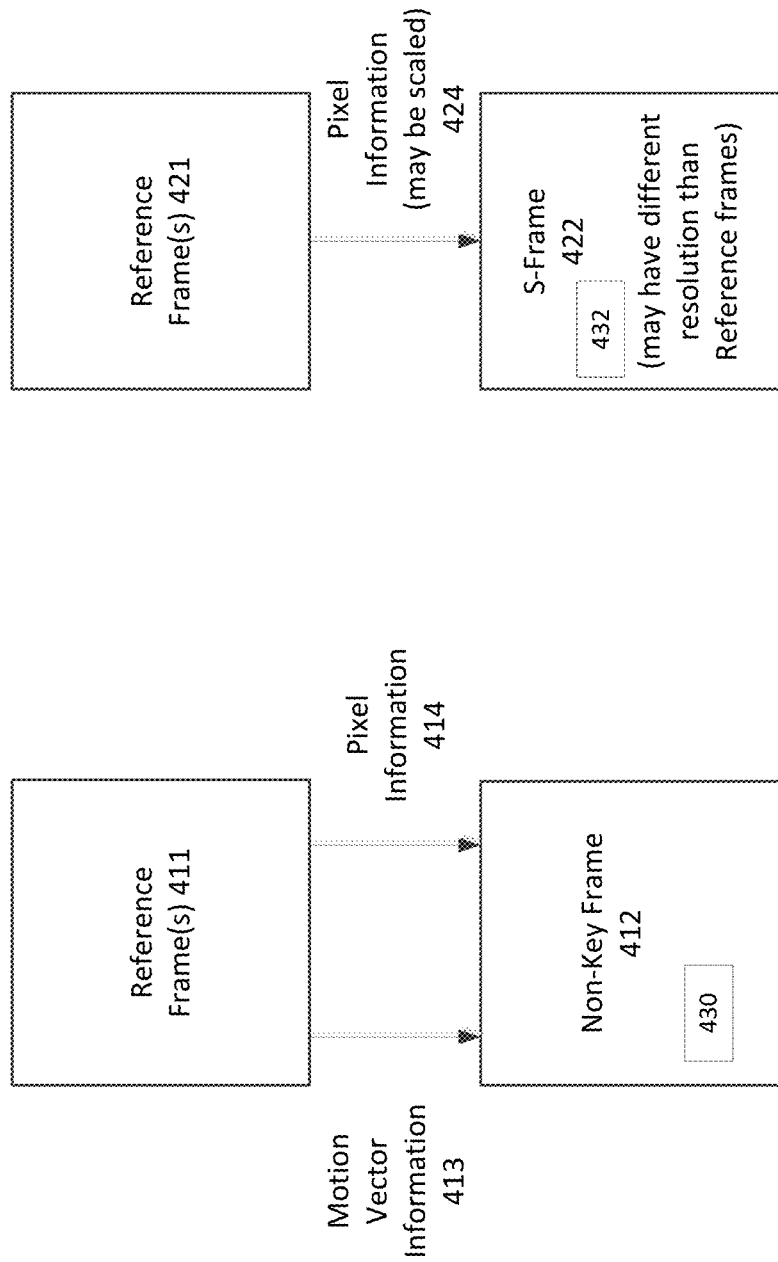 Reference
Frame(s) 411
Motion
Vector
Information
413
Pixel
Information
414
Non-Key Frame
412
430
Reference
Frame(s) 421
Pixel
Information
(may be scaled)
424
S-Frame
422
432
(may have different
resolution than
Reference frames)